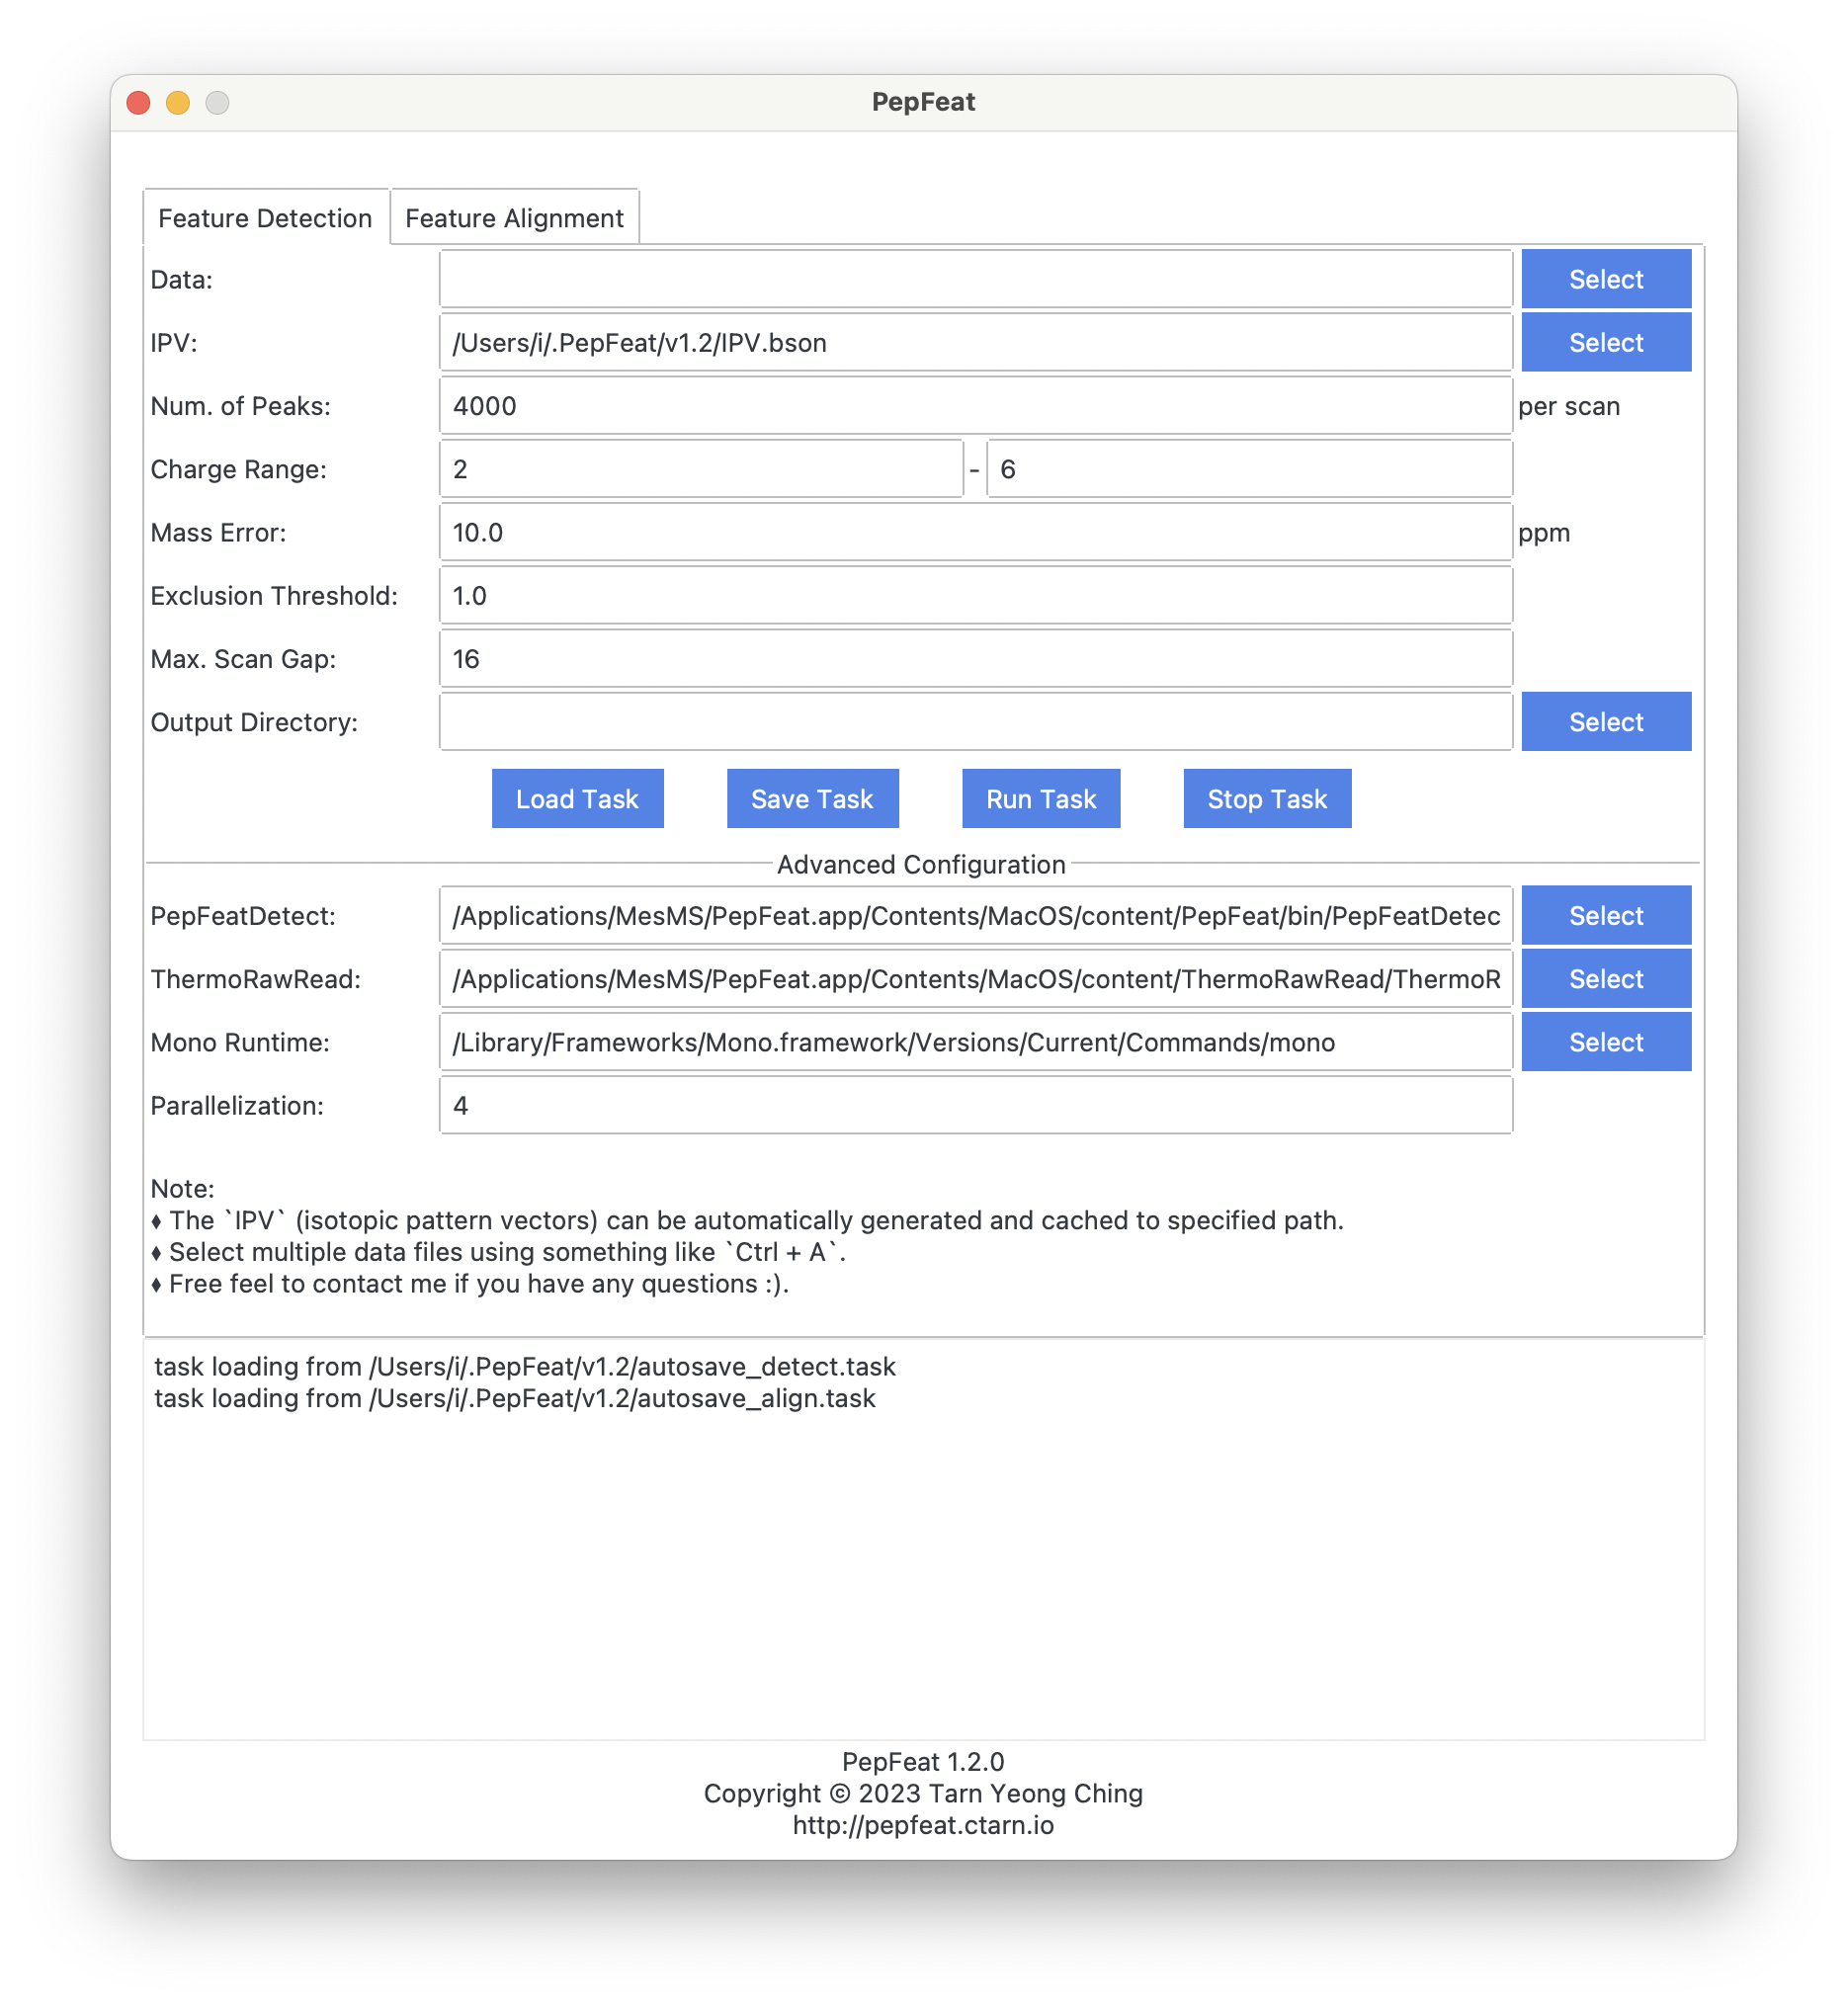 PepFeat
Feature Detection Feature Alignment
Data: Select
IPV: /Users/i/.PepFeat/v1.2/IPV.bson Select
Num. of Peaks: 4000 per scan
Charge Range: 2 - 6
Mass Error: 10.0 ppm
Exclusion Threshold: 1.0
Max. Scan Gap: 16
Output Directory: Select
Load Task Save Task Run Task Stop Task
Advanced Configuration
PepFeatDetect: /Applications/MesMS/PepFeat.app/Contents/MacOS/content/PepFeat/bin/PepFeatDetec Select
ThermoRawRead: /Applications/MesMS/PepFeat.app/Contents/MacOS/content/ThermoRawRead/ThermoR Select
Mono Runtime: /Library/Frameworks/Mono.framework/Versions/Current/Commands/mono Select
Parallelization: 4
Note:
♦ The `IPV` (isotopic pattern vectors) can be automatically generated and cached to specified path.
♦ Select multiple data files using something like `Ctrl + A`.
♦ Free feel to contact me if you have any questions :).
task loading from /Users/i/.PepFeat/v1.2/autosave_detect.task
task loading from /Users/i/.PepFeat/v1.2/autosave_align.task
PepFeat 1.2.0
Copyright © 2023 Tarn Yeong Ching
http://pepfeat.ctarn.io